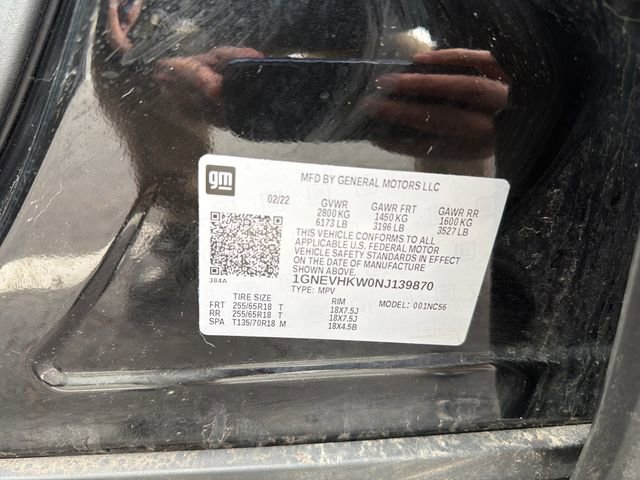 gm
MFD BY GENERAL MOTORS LLC
02/22
GVWR GAWR FRT GAWR RR
2800 KG 1450 KG 1600 KG
6173 LB 3196 LB 3527 LB
THIS VEHICLE CONFORMS TO ALL
APPLICABLE U.S. FEDERAL MOTOR
VEHICLE SAFETY STANDARDS IN EFFECT
ON THE DATE OF MANUFACTURE
SHOWN ABOVE.
384A
1GNEVHKW0NJ139870
TYPE: MPV
MODEL: 001NC56
TIRE SIZE RIM
FRT 255/65R18 T 18X7.5J
RR 255/65R18 T 18X7.5J
SPA T135/70R18 M 18X4.5B